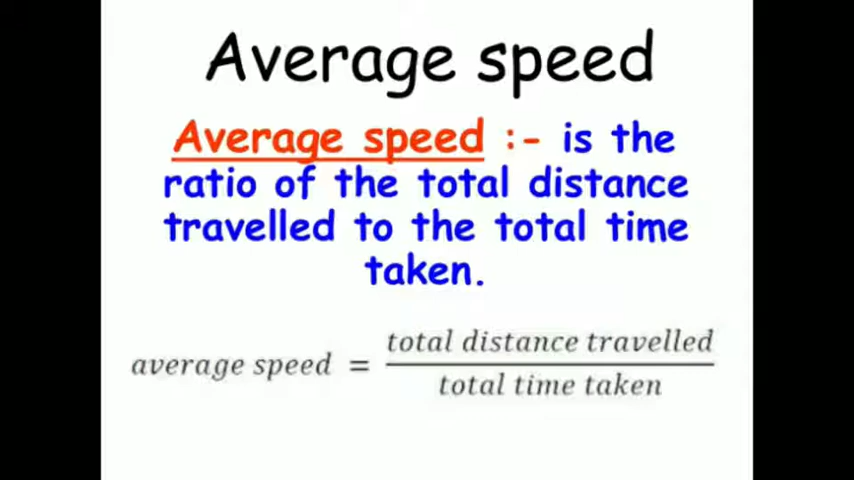 Average speed
Average speed :- is the
ratio of the total distance
travelled to the total time
taken.
average speed = total distance travelled / total time taken